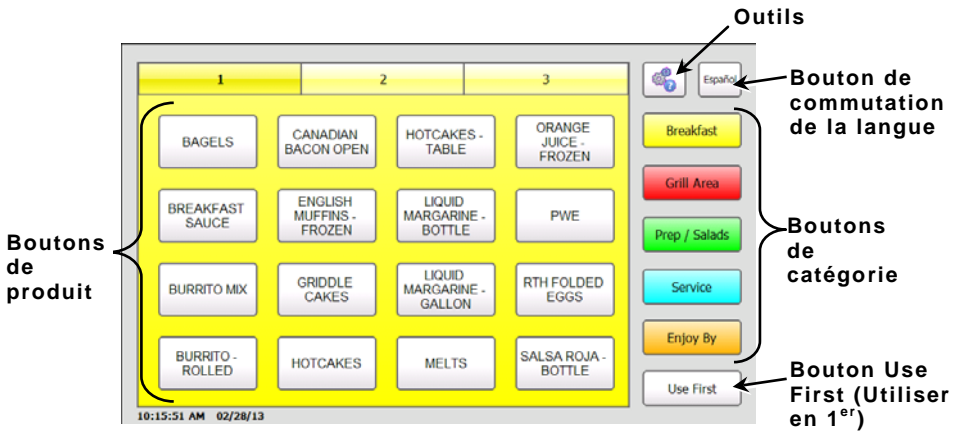 Outils
1 2 3
Español
Bouton de
commutation
de la langue
BAGELS
CANADIAN
BACON OPEN
HOTCAKES -
TABLE
ORANGE
JUICE -
FROZEN
BREAKFAST
SAUCE
ENGLISH
MUFFINS -
FROZEN
LIQUID
MARGARINE -
BOTTLE
PWE
BURRITO MIX
GRIDDLE
CAKES
LIQUID
MARGARINE -
GALLON
RTH FOLDED
EGGS
BURRITO -
ROLLED
HOTCAKES
MELTS
SALSA ROJA -
BOTTLE
Boutons
de
produit
Breakfast
Grill Area
Prep / Salads
Service
Enjoy By
Use First
Boutons
de
catégorie
Bouton Use
First (Utiliser
en 1er)
10:15:51 AM 02/28/13